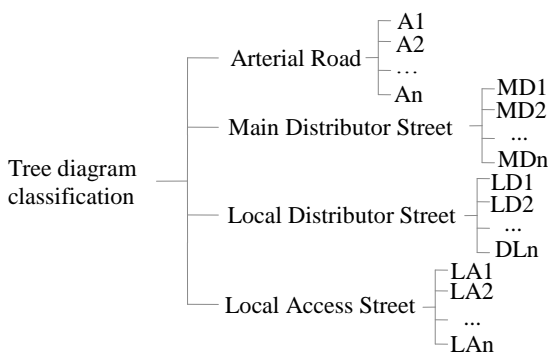 Tree diagram
classification
Arterial Road
A1
A2
...
An
Main Distributor Street
MD1
MD2
...
MDn
Local Distributor Street
LD1
LD2
...
DLn
Local Access Street
LA1
LA2
...
LAn